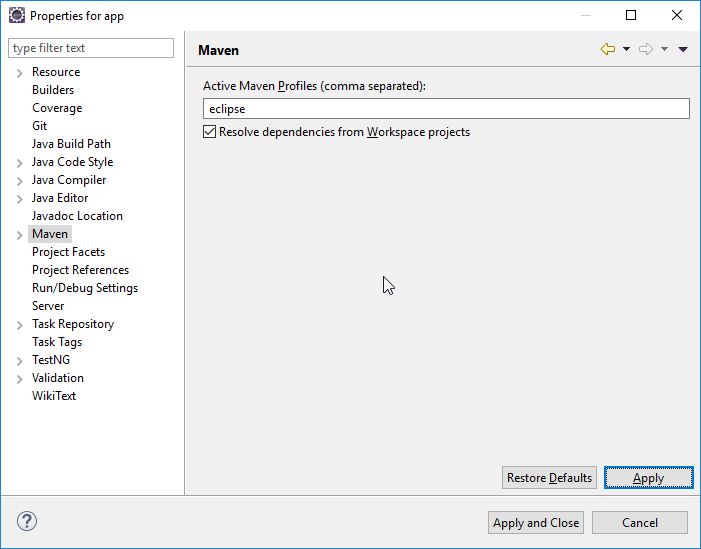 Properties for app
type filter text
Resource
Builders
Coverage
Git
Java Build Path
Java Code Style
Java Compiler
Java Editor
Javadoc Location
Maven
Project Facets
Project References
Run/Debug Settings
Server
Task Repository
Task Tags
TestNG
Validation
WikiText
Maven
Active Maven Profiles (comma separated):
eclipse
Resolve dependencies from Workspace projects
Restore Defaults
Apply
?
Apply and Close
Cancel